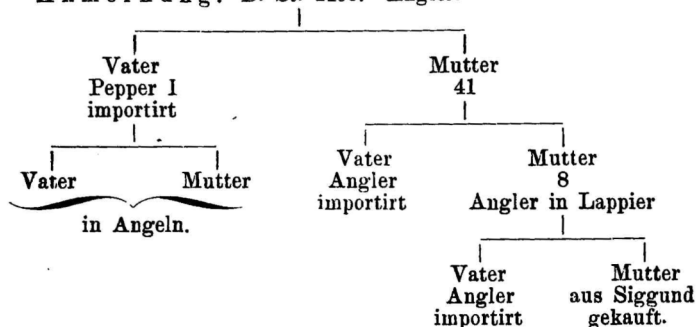 Vater Mutter
Pepper I 41
importirt
Vater Mutter
Vater Mutter
Angler 8
importirt Angler in Lappier
in Angeln.
Vater Mutter
Angler aus Siggund
importirt gekauft.